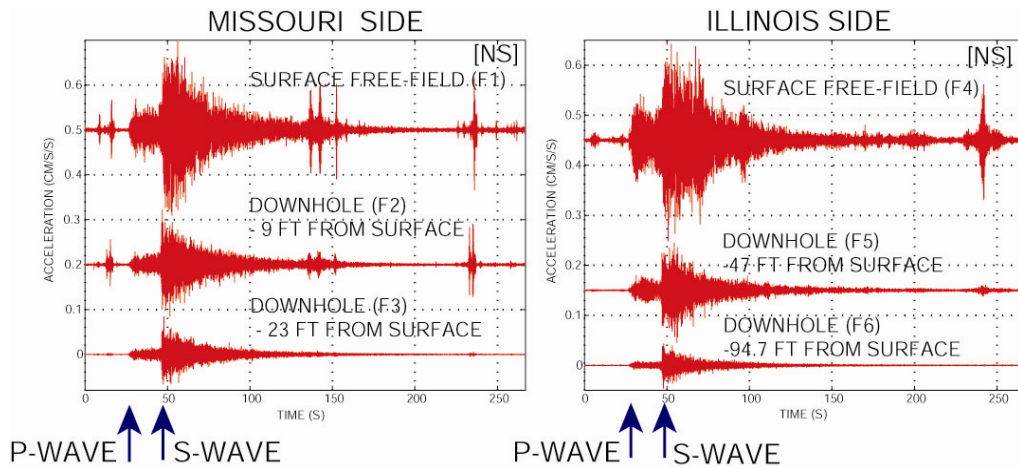 MISSOURI SIDE
[NS]
SURFACE FREE-FIELD (F1)
DOWNHOLE (F2)
- 9 FT FROM SURFACE
DOWNHOLE (F3)
- 23 FT FROM SURFACE
ACCELERATION (CM/S/S)
0.6
0.5
0.4
0.3
0.2
0.1
0
0
50
100
150
200
250
TIME (S)
P-WAVE
S-WAVE
ILLINOIS SIDE
[NS]
SURFACE FREE-FIELD (F4)
DOWNHOLE (F5)
-47 FT FROM SURFACE
DOWNHOLE (F6)
-94.7 FT FROM SURFACE
ACCELERATION (CM/S/S)
0.6
0.5
0.4
0.3
0.2
0.1
0
0
50
100
150
200
250
TIME (S)
P-WAVE
S-WAVE